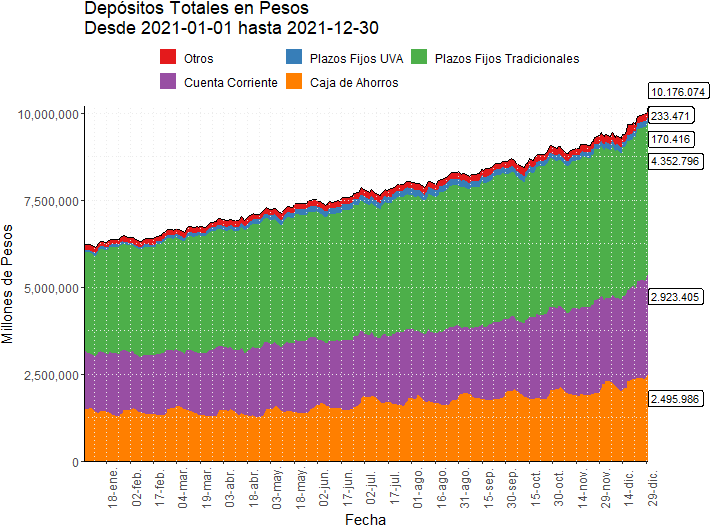 Depósitos Totales en Pesos
Desde 2021-01-01 hasta 2021-12-30
Otros
Plazos Fijos UVA
Plazos Fijos Tradicionales
Cuenta Corriente
Caja de Ahorros
10.176.074
233.471
170.416
4.352.796
2.923.405
2.495.986
10,000,000
7,500,000
5,000,000
2,500,000
0
Millones de Pesos
18-ene.
02-feb.
17-feb.
04-mar.
19-mar.
03-abr.
18-abr.
03-may.
18-may.
02-jun.
17-jun.
02-jul.
17-jul.
01-ago.
16-ago.
31-ago.
15-sep.
30-sep.
15-oct.
30-oct.
14-nov.
29-nov.
14-dic.
29-dic.
Fecha